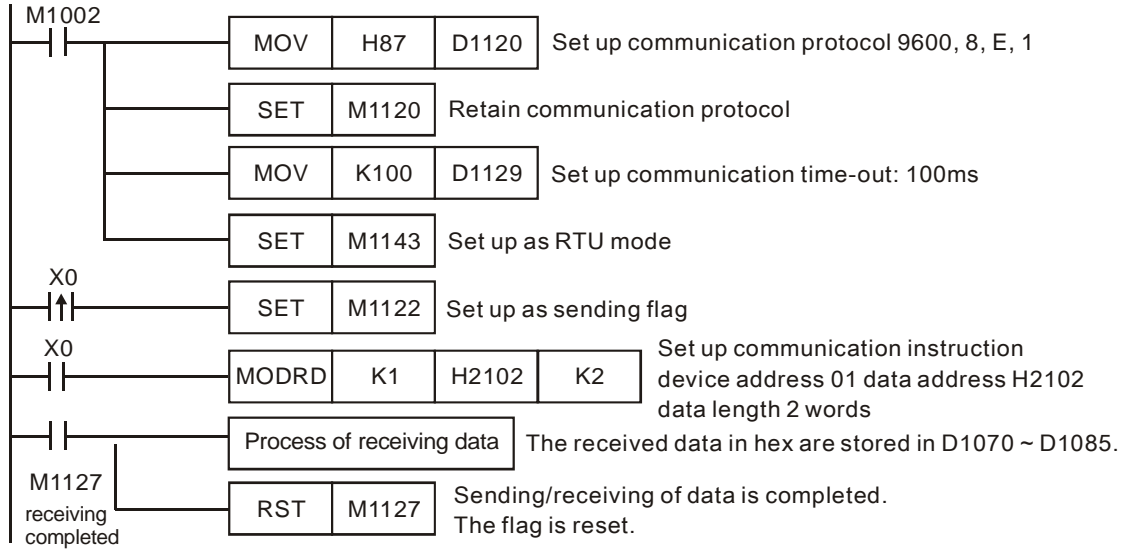 M1002
MOV H87 D1120 Set up communication protocol 9600, 8, E, 1
SET M1120 Retain communication protocol
MOV K100 D1129 Set up communication time-out: 100ms
SET M1143 Set up as RTU mode
X0
SET M1122 Set up as sending flag
X0
MODRD K1 H2102 K2
Set up communication instruction
device address 01 data address H2102
data length 2 words
Process of receiving data The received data in hex are stored in D1070 ~ D1085.
M1127
receiving
completed
RST M1127
Sending/receiving of data is completed.
The flag is reset.